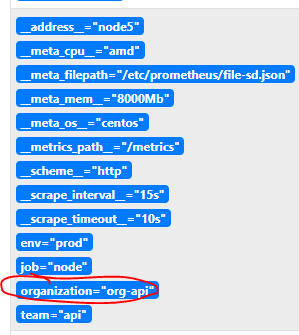 __address__="node5"
__meta_cpu__="amd"
__meta_filepath="/etc/prometheus/file-sd.json"
__meta_mem__="8000Mb"
__meta_os__="centos"
__metrics_path__="/metrics"
__scheme__="http"
__scrape_interval__="15s"
__scrape_timeout__="10s"
env="prod"
job="node"
organization="org-api"
team="api"